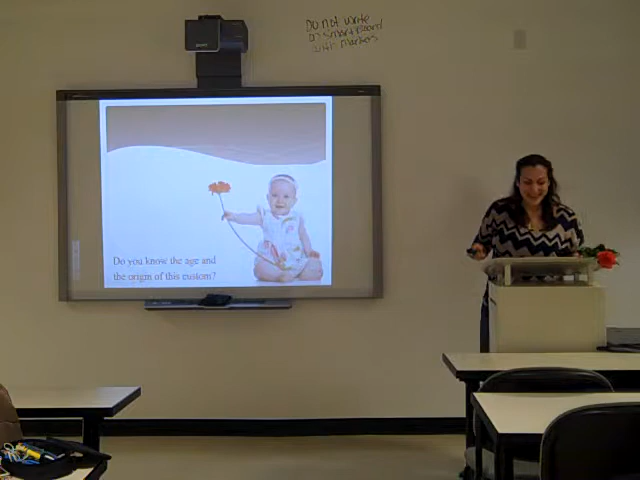 Do not write
on smartboard
with markers
Do you know the age and
the origin of this custom?